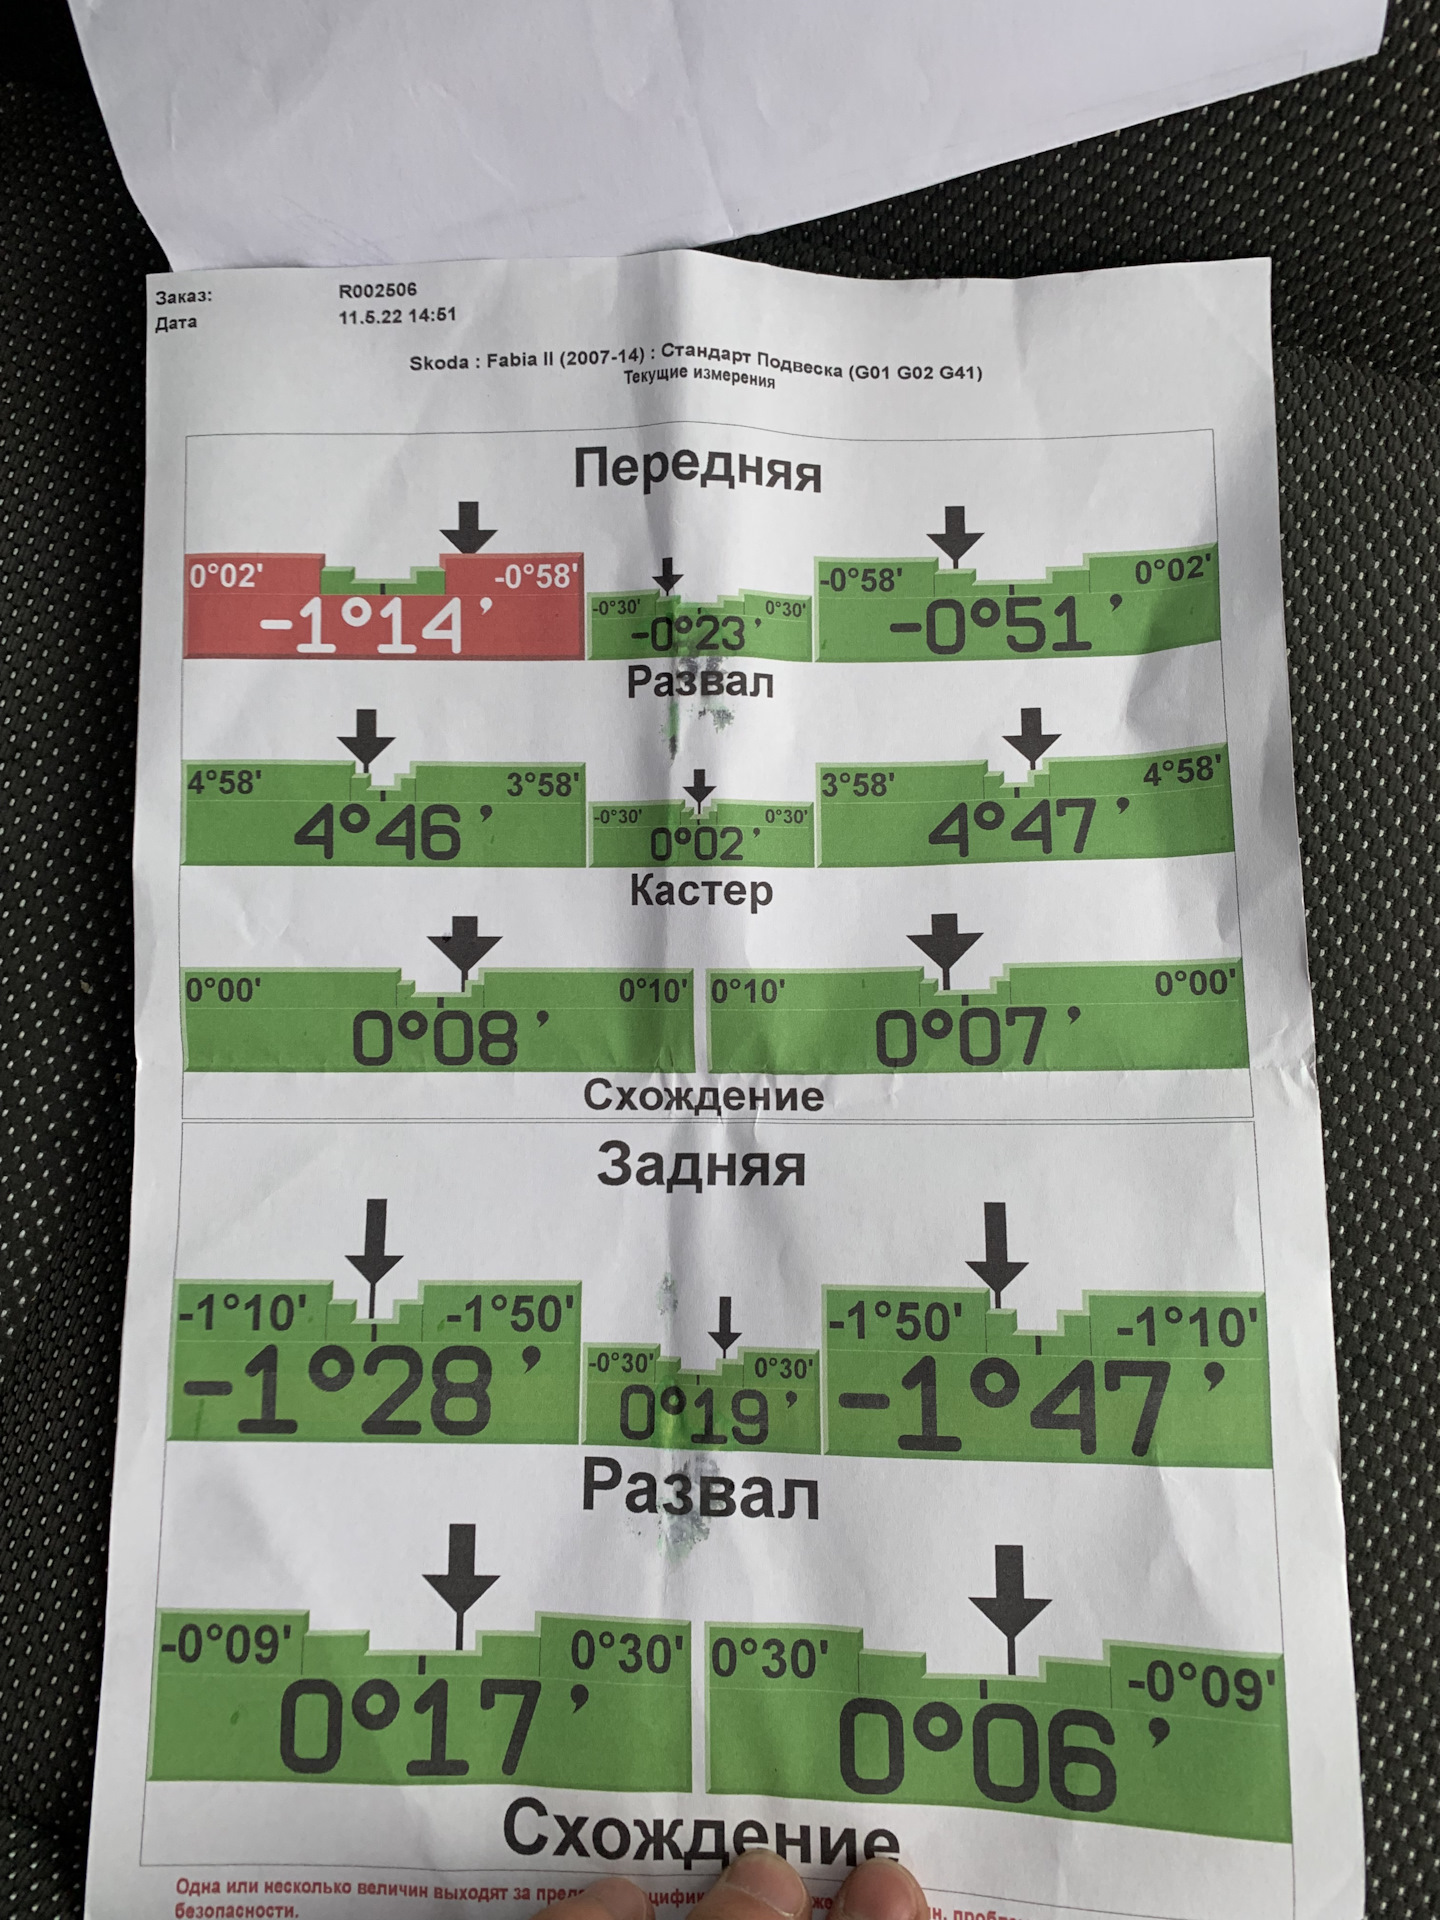 Заказ: R002506
Дата 11.5.22 14:51
Skoda : Fabia II (2007-14) : Стандарт Подвеска (G01 G02 G41)
Текущие измерения
Передняя
0°02' -0°58' -0°30' 0°30' -0°58' 0°02'
-1°14’ -0°23’ -0°51’
Развал
4°58' 3°58' -0°30' 0°30' 3°58' 4°58'
4°46’ 0°02’ 4°47’
Кастер
0°00' 0°10' 0°10' 0°00'
0°08’ 0°07’
Схождение
Задняя
-1°10' -1°50' -0°30' 0°30' -1°50' -1°10'
-1°28’ 0°19’ -1°47’
Развал
-0°09' 0°30' 0°30' -0°09'
0°17’ 0°06’
Схождение
Одна или несколько величин выходят за
безопасности.